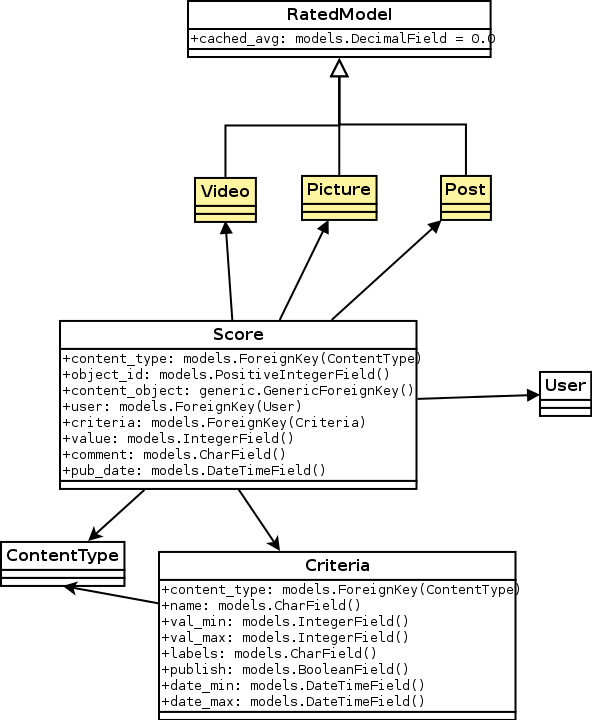 RatedModel
+cached_avg: models.DecimalField = 0.0
Video
Picture
Post
Score
+content_type: models.ForeignKey(ContentType)
+object_id: models.PositiveIntegerField()
+content_object: generic.GenericForeignKey()
+user: models.ForeignKey(User)
+criteria: models.ForeignKey(Criteria)
+value: models.IntegerField()
+comment: models.CharField()
+pub_date: models.DateTimeField()
User
ContentType
Criteria
+content_type: models.ForeignKey(ContentType)
+name: models.CharField()
+val_min: models.IntegerField()
+val_max: models.IntegerField()
+labels: models.CharField()
+publish: models.BooleanField()
+date_min: models.DateTimeField()
+date_max: models.DateTimeField()